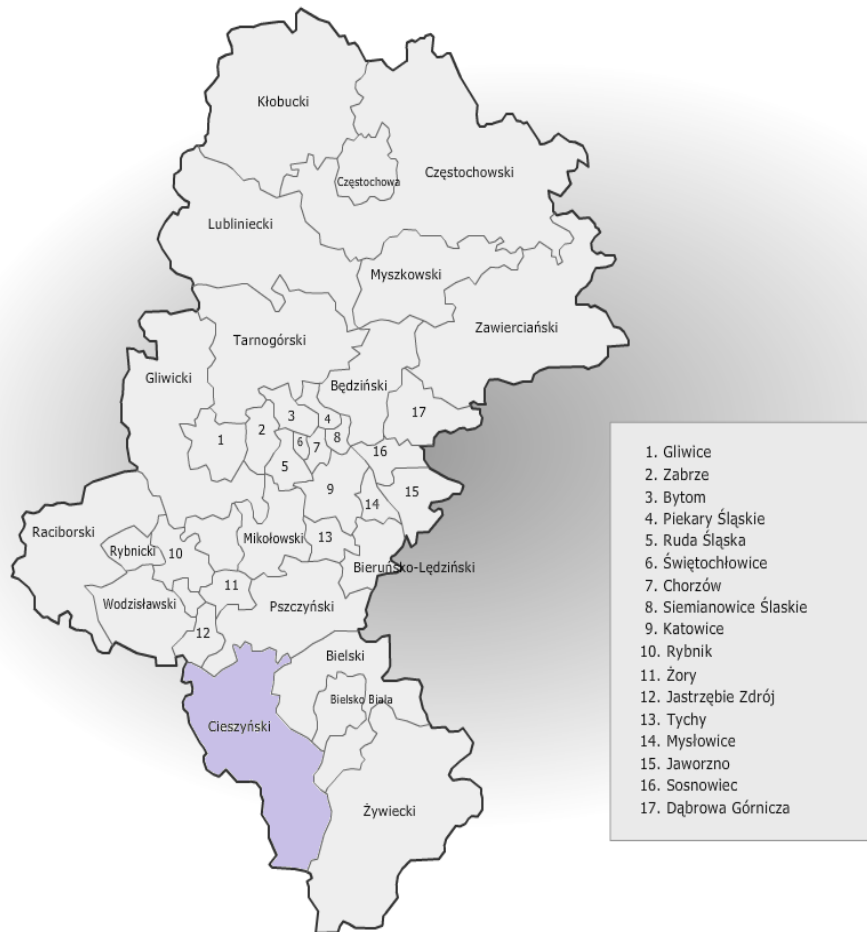 Kłobucki
Częstochowa
Częstochowski
Lubliniecki
Myszkowski
Zawierciański
Tarnogórski
Gliwicki
Będziński
17
3
4
1
2
6
7
8
16
5
9
15
14
Raciborski
Rybnicki
10
Mikołowski
13
Bieruńsko-Lędziński
11
Wodzisławski
Pszczyński
12
Bielski
Bielsko Biała
Cieszyński
Żywiecki
1. Gliwice
2. Zabrze
3. Bytom
4. Piekary Śląskie
5. Ruda Śląska
6. Świętochłowice
7. Chorzów
8. Siemianowice Ślaskie
9. Katowice
10. Rybnik
11. Żory
12. Jastrzębie Zdrój
13. Tychy
14. Mysłowice
15. Jaworzno
16. Sosnowiec
17. Dąbrowa Górnicza